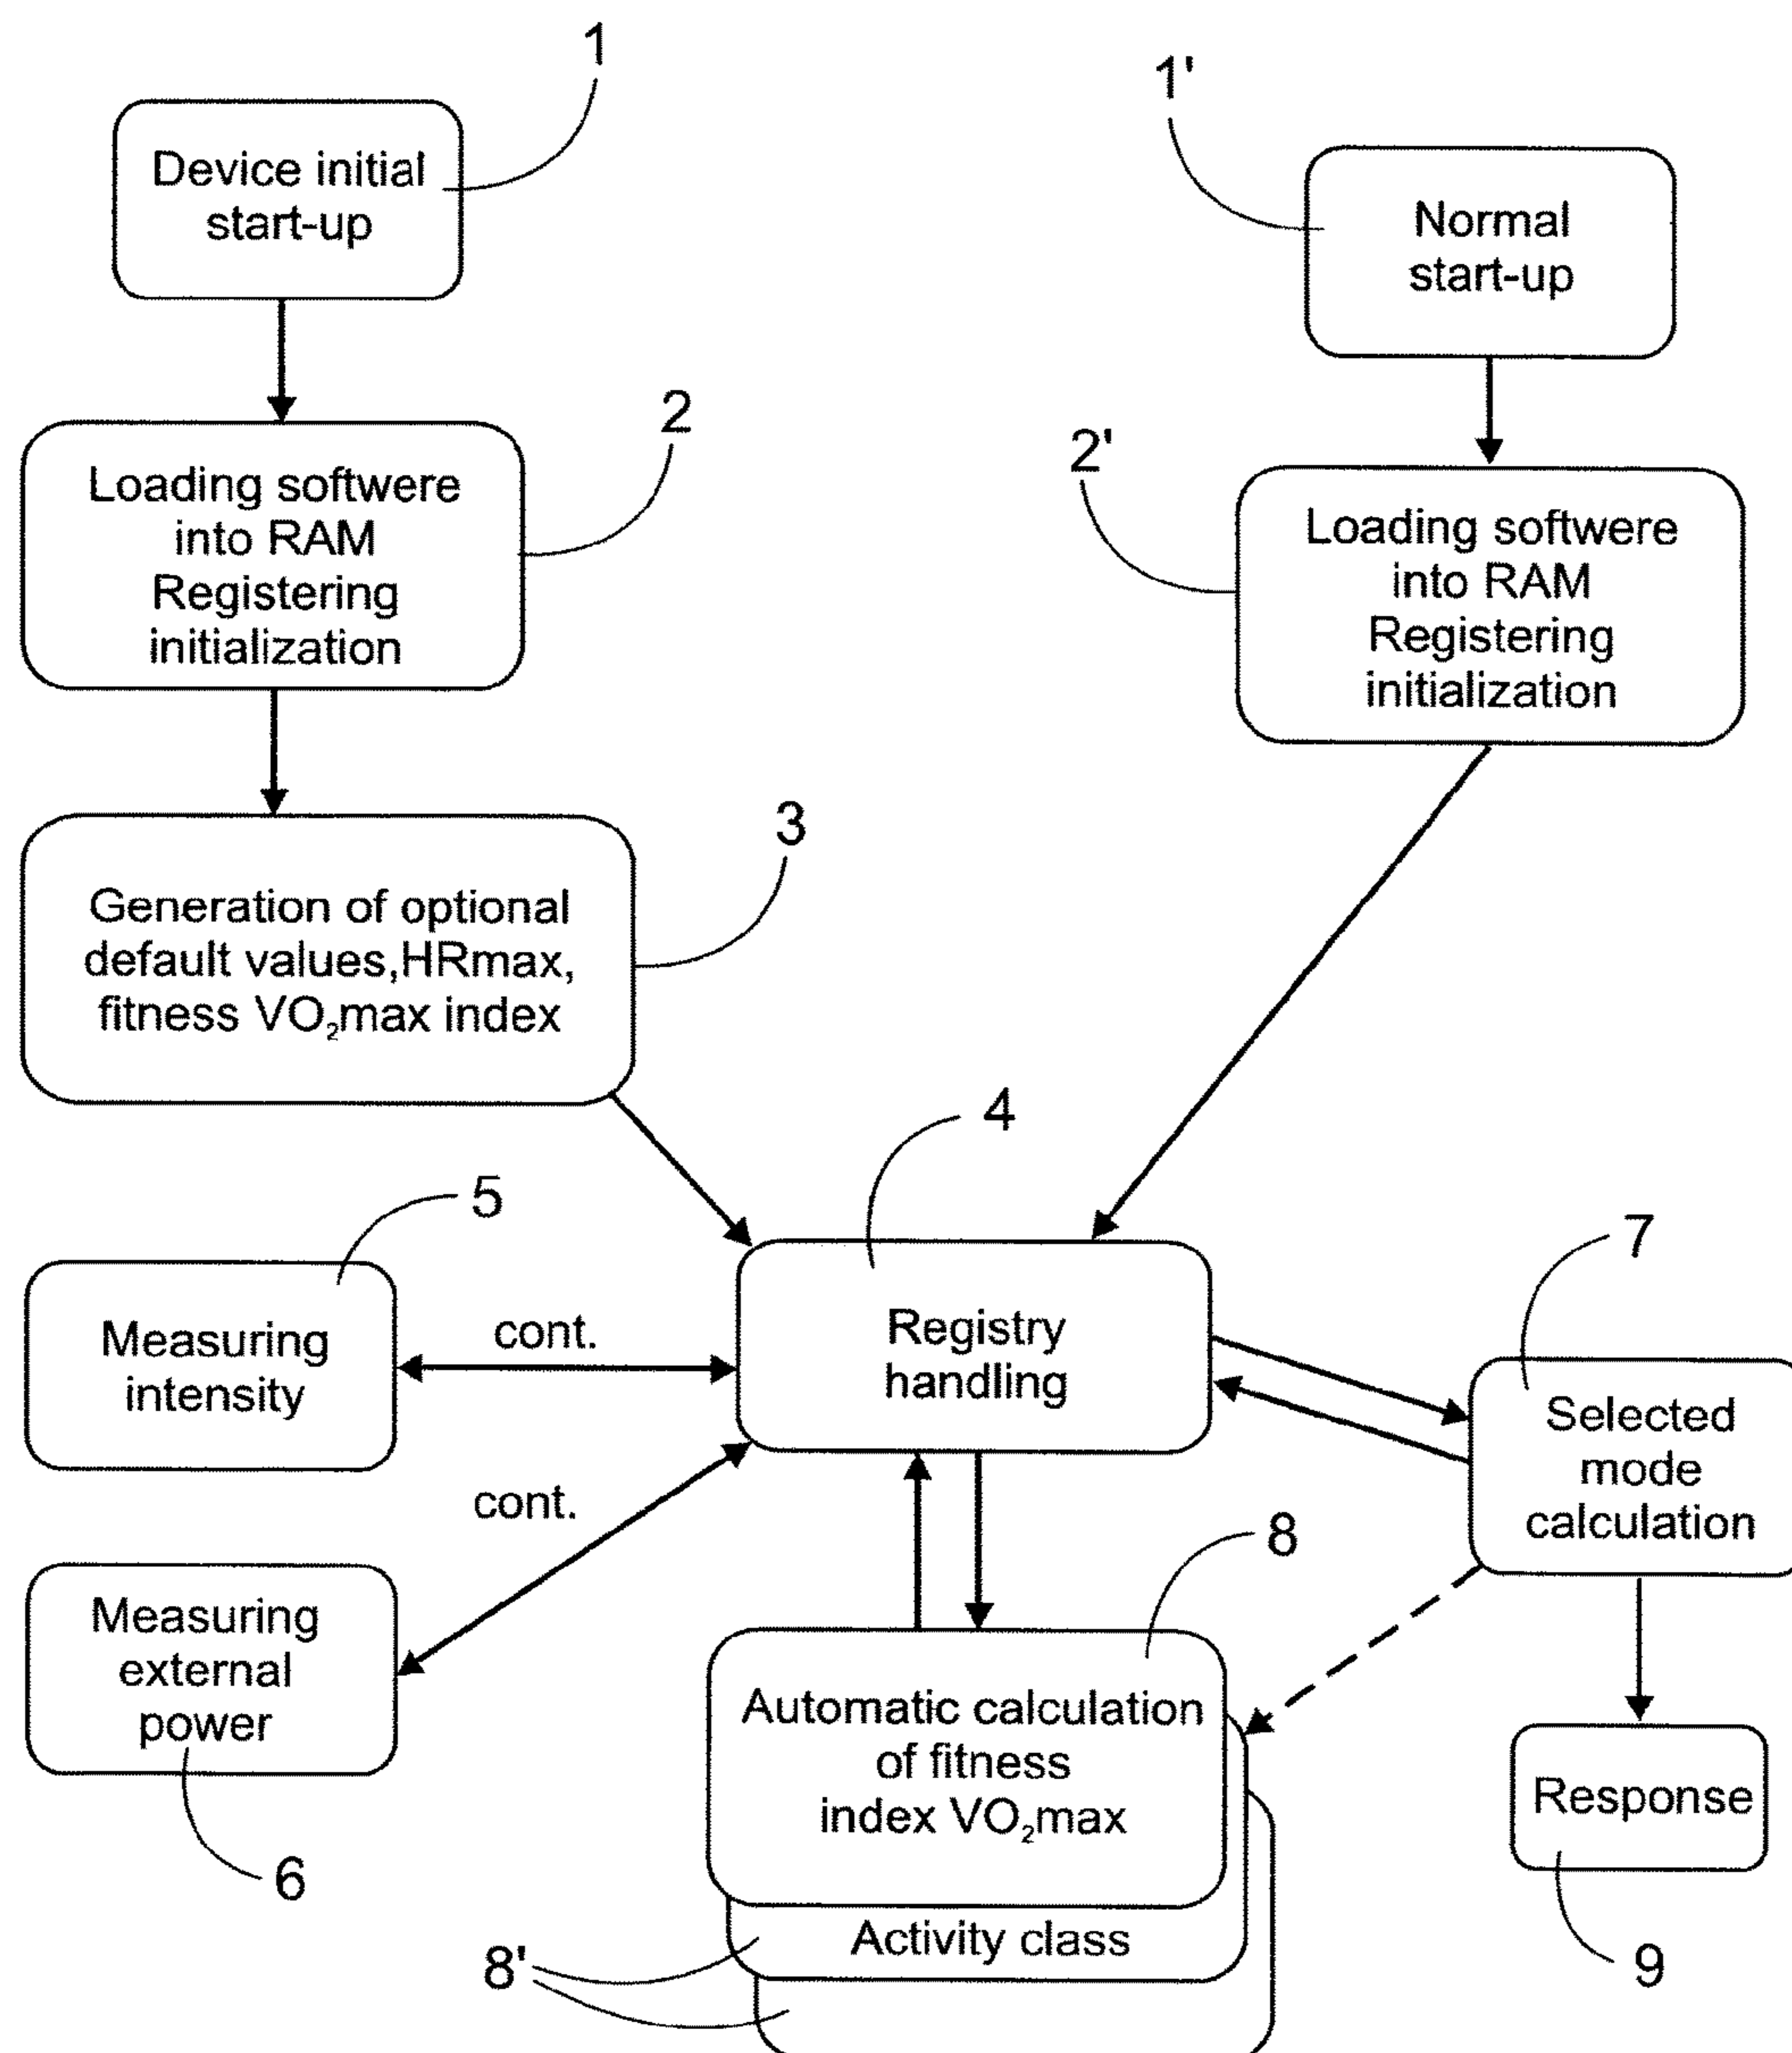 1
Device initial
start-up
1'
Normal
start-up
2
Loading softwere
into RAM
Registering
initialization
2'
Loading softwere
into RAM
Registering
initialization
3
Generation of optional
default values,HRmax,
fitness VO₂max index
4
Registry
handling
5
Measuring
intensity
cont.
cont.
6
Measuring
external
power
7
Selected
mode
calculation
8
Automatic calculation
of fitness
index VO₂max
Activity class
8'
Response
9